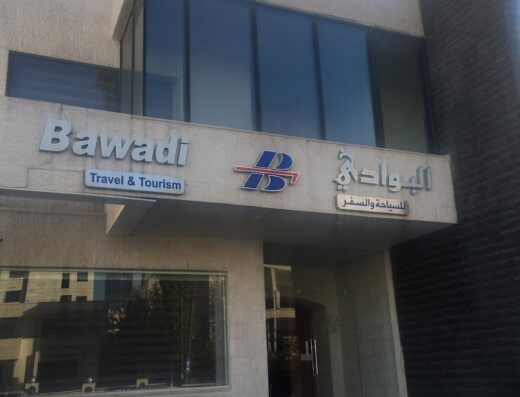 Bawadi
Travel & Tourism
B
البوادي
للسياحة والسفر